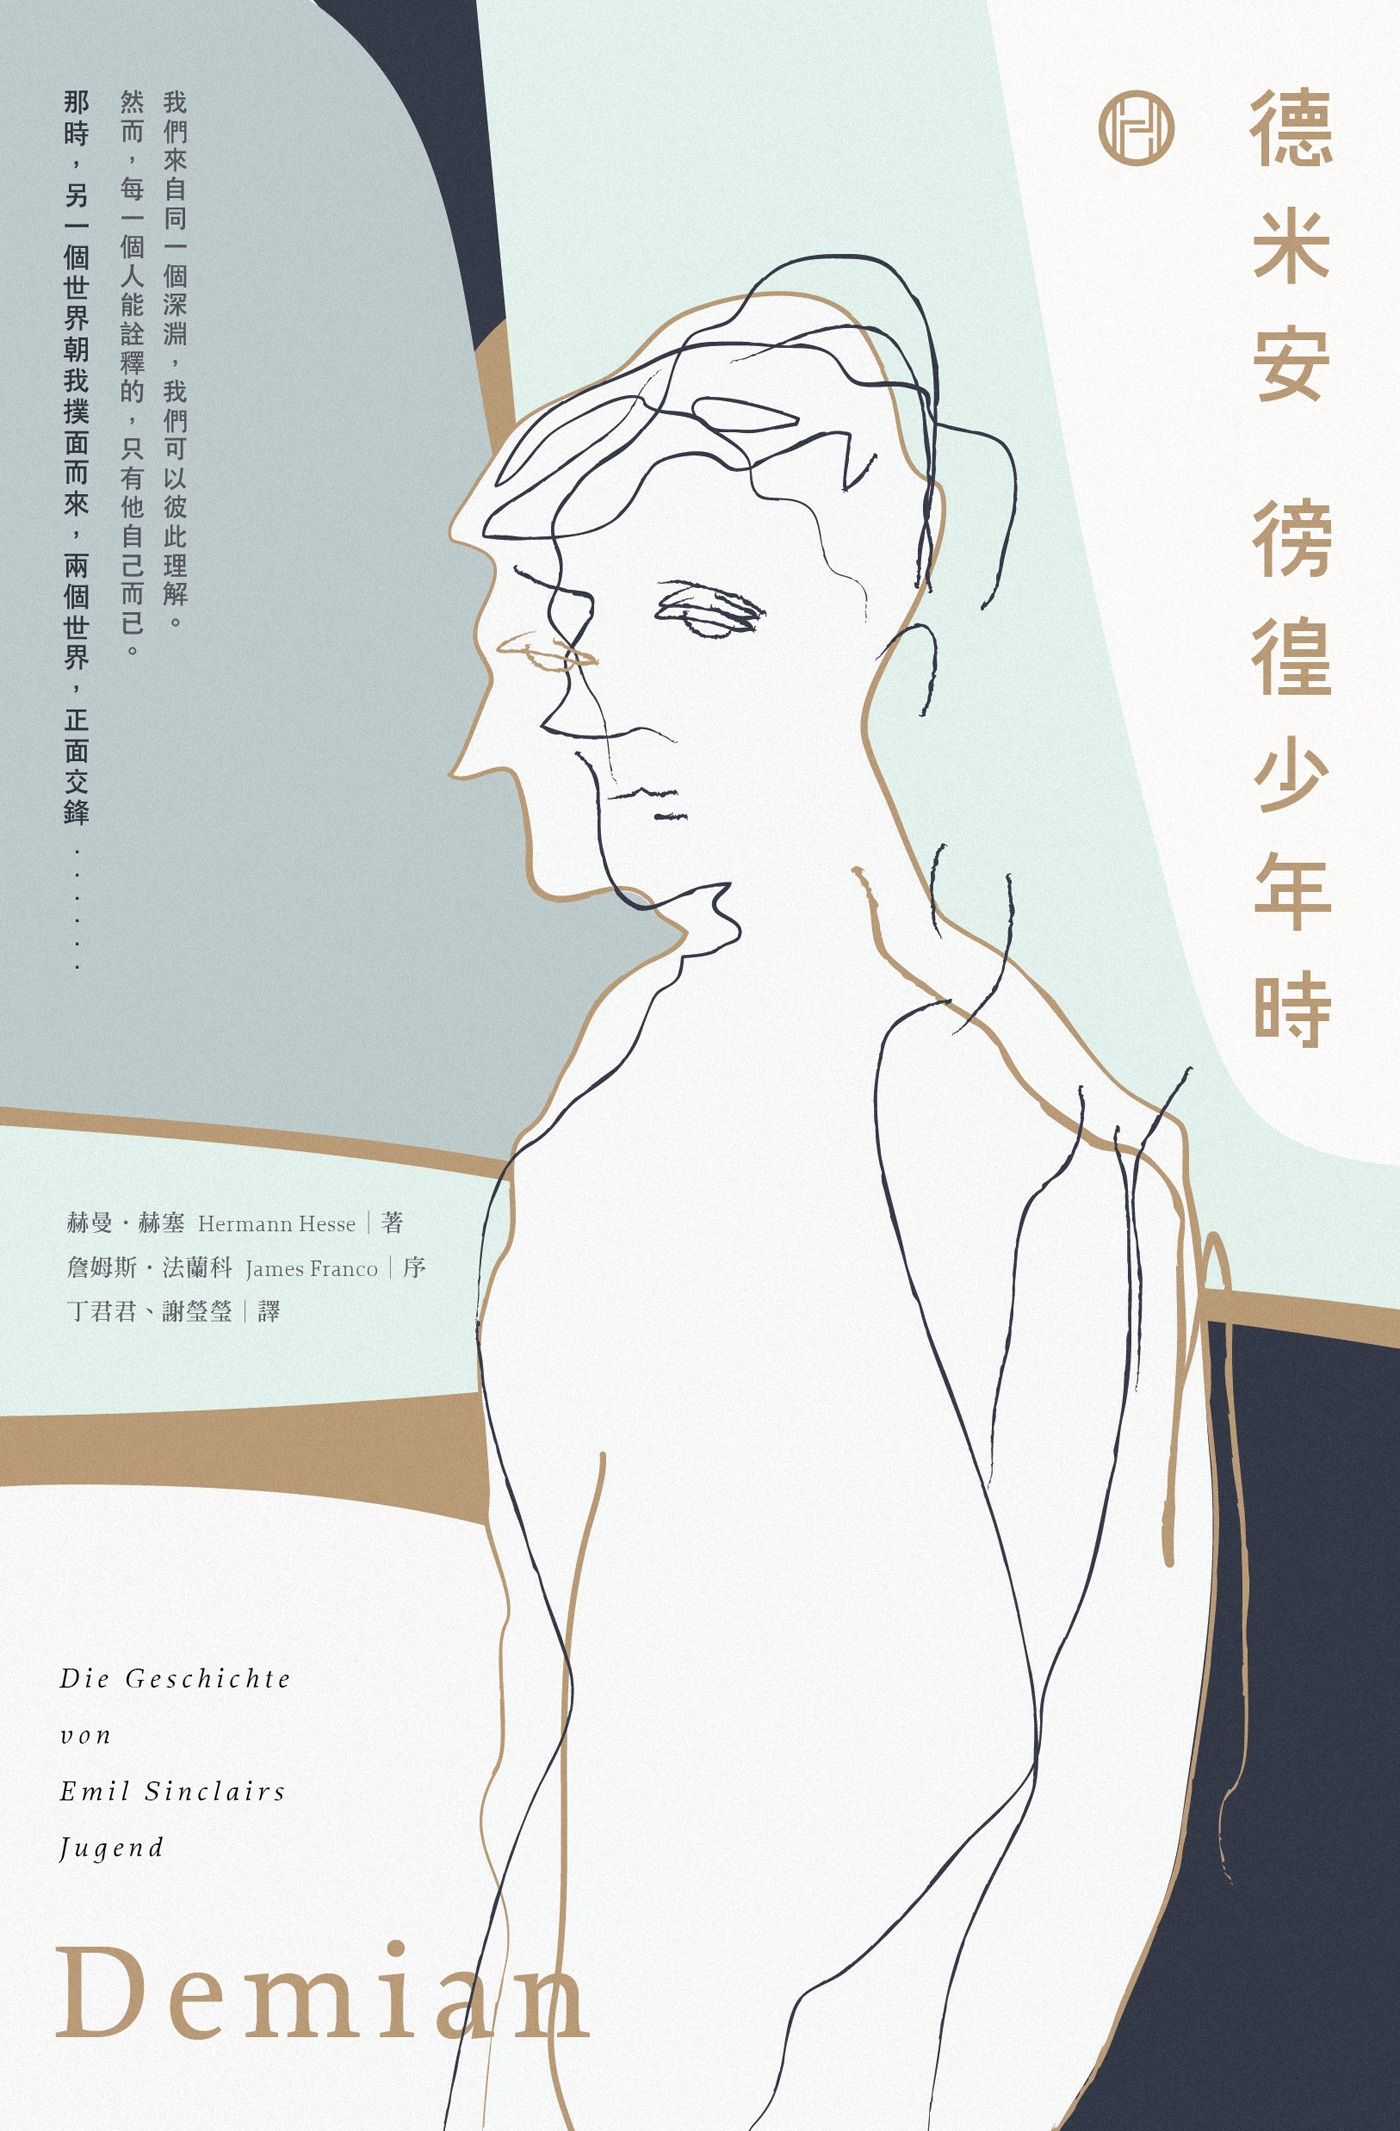 德米安 徬徨少年時
我們來自同一個深淵，我們可以彼此理解。
然而，每一個人能詮釋的，只有他自己而已。
那時，另一個世界朝我撲面而來，兩個世界，正面交鋒......
赫曼・赫塞 Hermann Hesse｜著
詹姆斯・法蘭科 James Franco｜序
丁君君、謝瑩瑩｜譯
Die Geschichte
von
Emil Sinclairs
Jugend
Demian